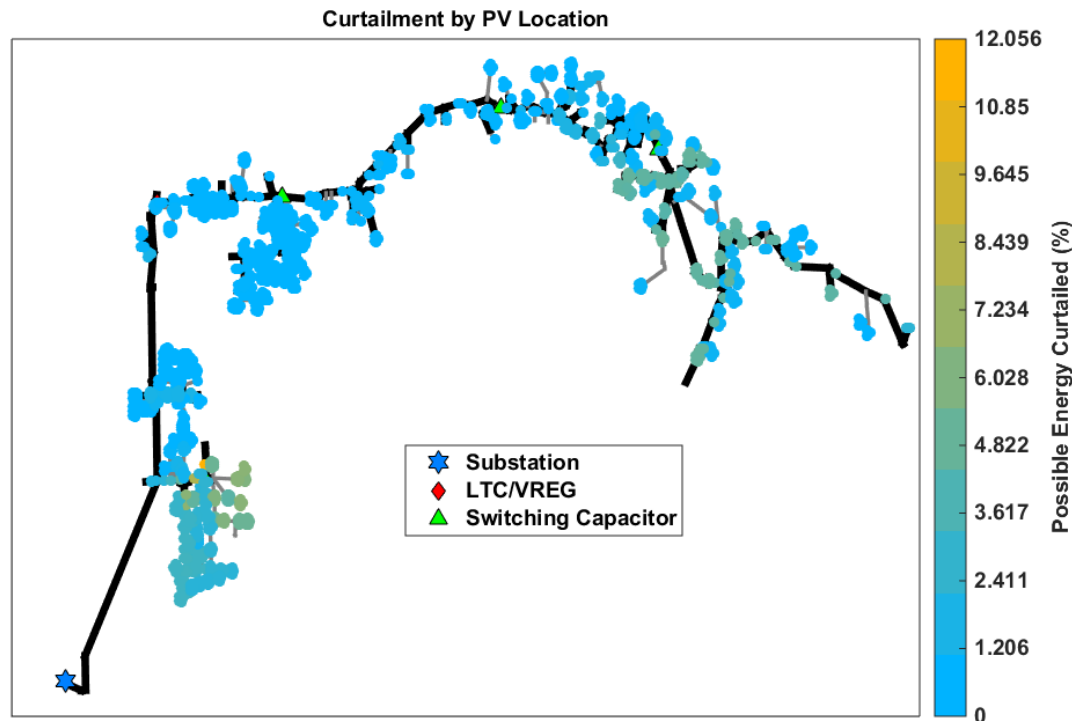 Curtailment by PV Location
Substation
LTC/VREG
Switching Capacitor
12.056
10.85
9.645
8.439
7.234
6.028
4.822
3.617
2.411
1.206
0
Possible Energy Curtailed (%)